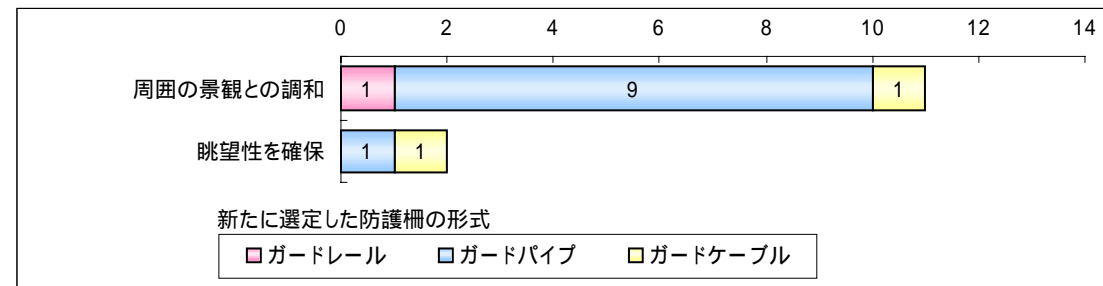 0 2 4 6 8 10 12 14
周囲の景観との調和 1 9 1
眺望性を確保 1 1
新たに選定した防護柵の形式
ガードレール ガードパイプ ガードケーブル